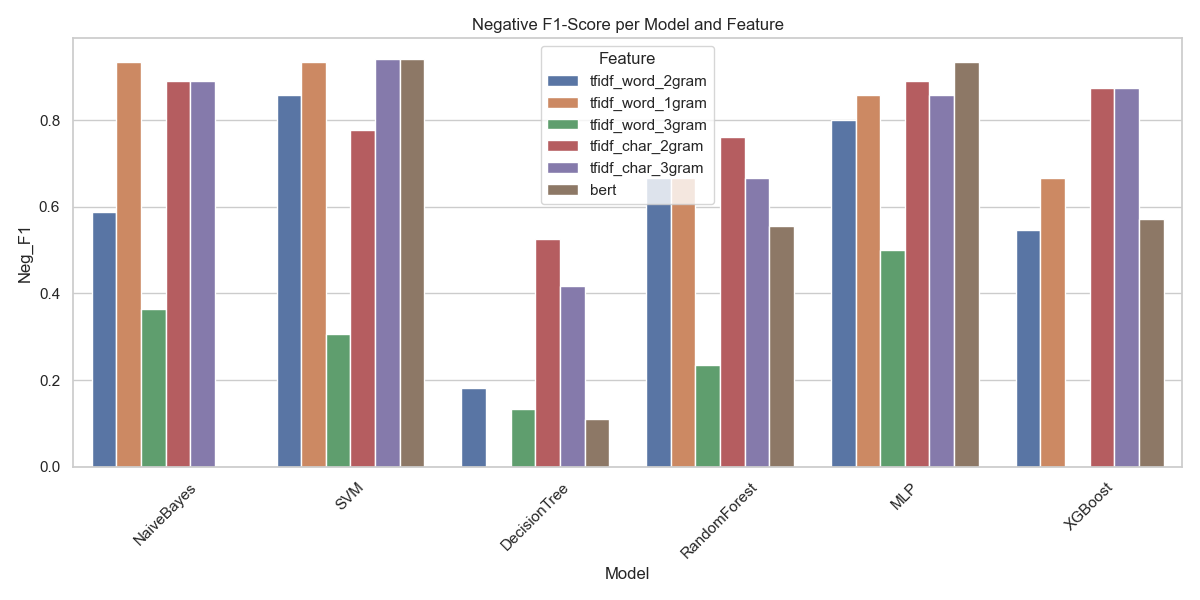 Negative F1-Score per Model and Feature
Feature
tfidf_word_2gram
tfidf_word_1gram
tfidf_word_3gram
tfidf_char_2gram
tfidf_char_3gram
bert
Neg_F1
0.8
0.6
0.4
0.2
0.0
NaiveBayes
SVM
DecisionTree
RandomForest
MLP
XGBoost
Model